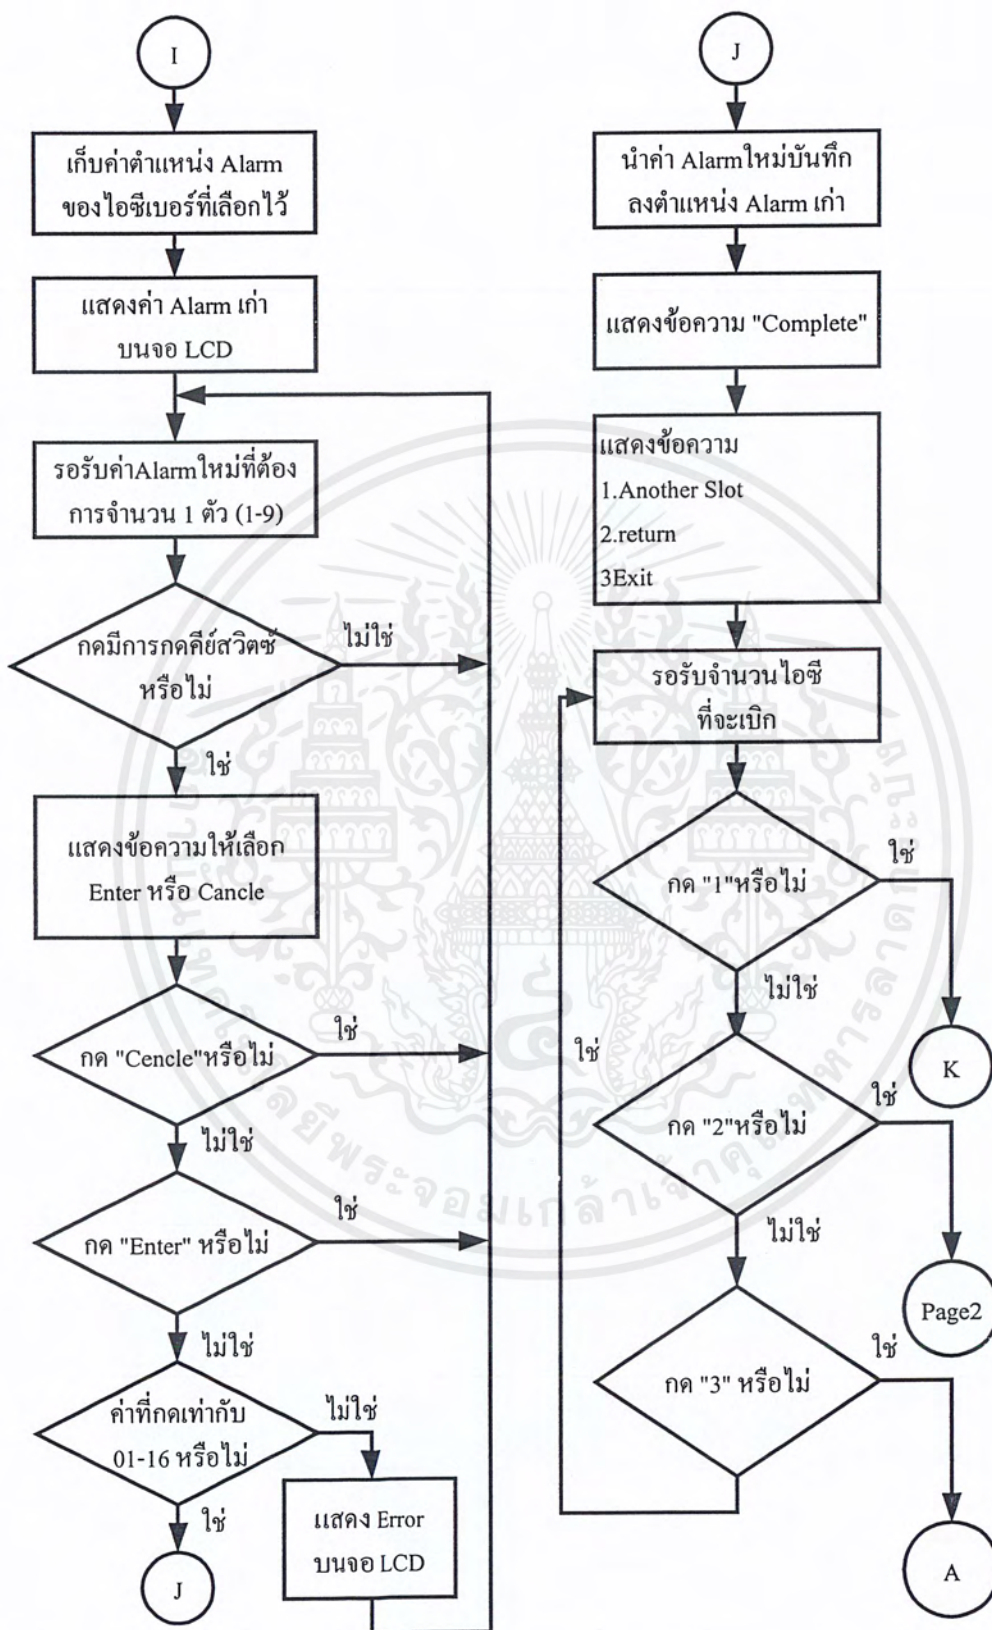 I
เก็บค่าตำแหน่ง Alarm
ของไอซีเบอร์ที่เลือกไว้
แสดงค่า Alarm เก่า
บนจอ LCD
รอรับค่าAlarmใหม่ที่ต้อง
การจำนวน 1 ตัว (1-9)
กดมีการกดคีย์สวิตซ์
หรือไม่
ไม่ใช่
ใช่
แสดงข้อความให้เลือก
Enter หรือ Cancle
กด "Cencle"หรือไม่
ใช่
ไม่ใช่
กด "Enter" หรือไม่
ใช่
ไม่ใช่
ค่าที่กดเท่ากับ
01-16 หรือไม่
ไม่ใช่
ใช่
แสดง Error
บนจอ LCD
J
J
นำค่า Alarmใหม่บันทึก
ลงตำแหน่ง Alarm เก่า
แสดงข้อความ "Complete"
แสดงข้อความ
1.Another Slot
2.return
3Exit
รอรับจำนวนไอซี
ที่จะเบิก
กด "1"หรือไม่
ใช่
ไม่ใช่
K
ใช่
กด "2"หรือไม่
ใช่
ไม่ใช่
Page2
กด "3" หรือไม่
ใช่
A